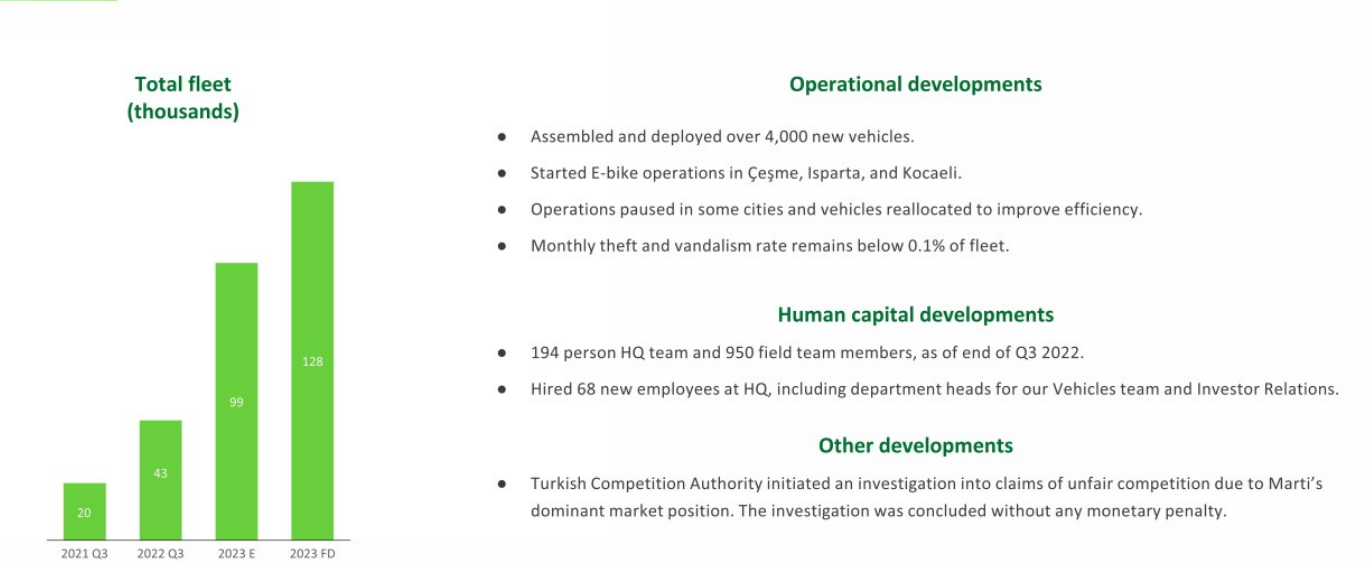 Total fleet
(thousands)
128
99
43
20
2021 Q3
2022 Q3
2023 E
2023 FD
Operational developments
● Assembled and deployed over 4,000 new vehicles.
● Started E-bike operations in Çeşme, Isparta, and Kocaeli.
● Operations paused in some cities and vehicles reallocated to improve efficiency.
● Monthly theft and vandalism rate remains below 0.1% of fleet.
Human capital developments
● 194 person HQ team and 950 field team members, as of end of Q3 2022.
● Hired 68 new employees at HQ, including department heads for our Vehicles team and Investor Relations.
Other developments
● Turkish Competition Authority initiated an investigation into claims of unfair competition due to Marti’s
dominant market position. The investigation was concluded without any monetary penalty.